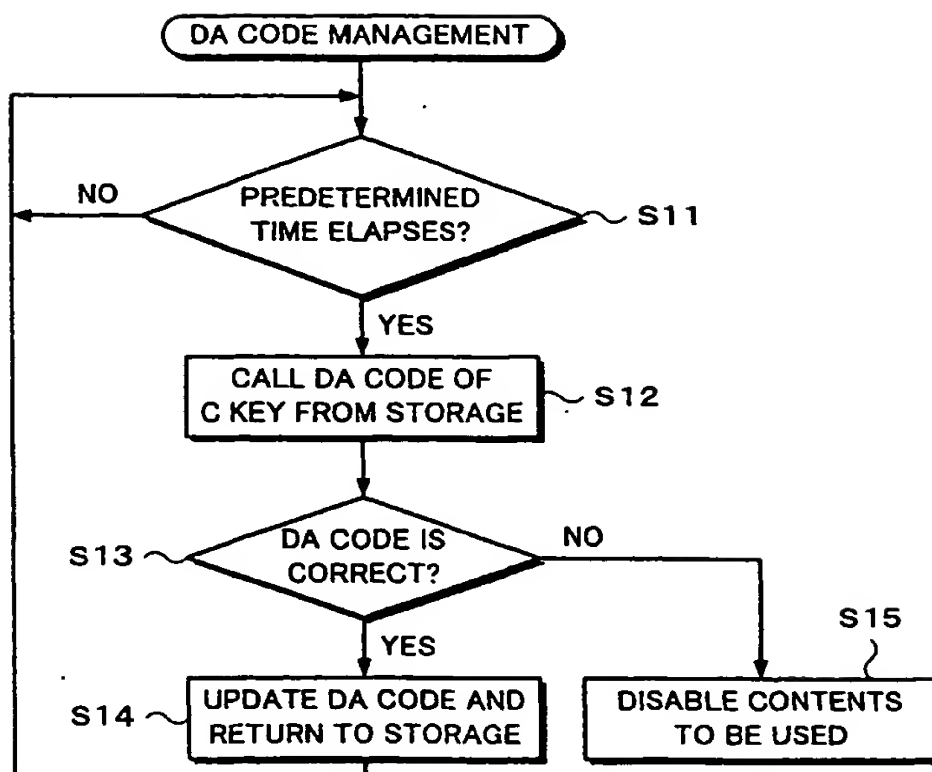 DA CODE MANAGEMENT
NO
PREDETERMINED
TIME ELAPSES?
S11
YES
CALL DA CODE OF
C KEY FROM STORAGE
S12
S13
DA CODE IS
CORRECT?
NO
YES
S15
S14
UPDATE DA CODE AND
RETURN TO STORAGE
DISABLE CONTENTS
TO BE USED